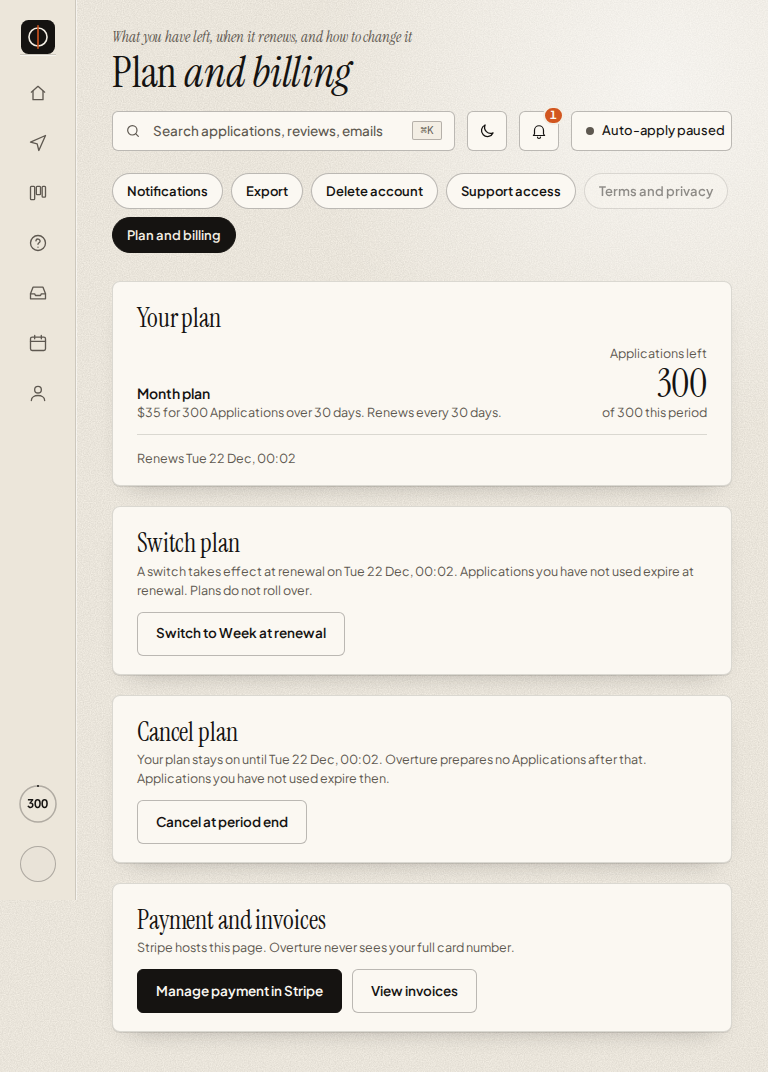 What you have left, when it renews, and how to change it
Plan and billing
Search applications, reviews, emails ⌘K
1
Auto-apply paused
Notifications
Export
Delete account
Support access
Terms and privacy
Plan and billing
Your plan
Applications left
300
Month plan
$35 for 300 Applications over 30 days. Renews every 30 days.
of 300 this period
Renews Tue 22 Dec, 00:02
Switch plan
A switch takes effect at renewal on Tue 22 Dec, 00:02. Applications you have not used expire at
renewal. Plans do not roll over.
Switch to Week at renewal
Cancel plan
Your plan stays on until Tue 22 Dec, 00:02. Overture prepares no Applications after that.
Applications you have not used expire then.
Cancel at period end
300
Payment and invoices
Stripe hosts this page. Overture never sees your full card number.
Manage payment in Stripe
View invoices